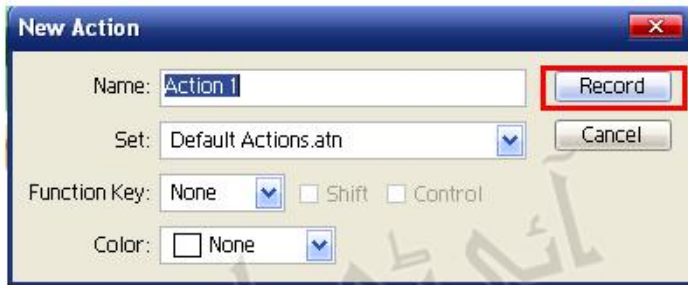 New Action
Name: Action 1 Record
Set: Default Actions.atn Cancel
Function Key: None Shift Control
Color: None